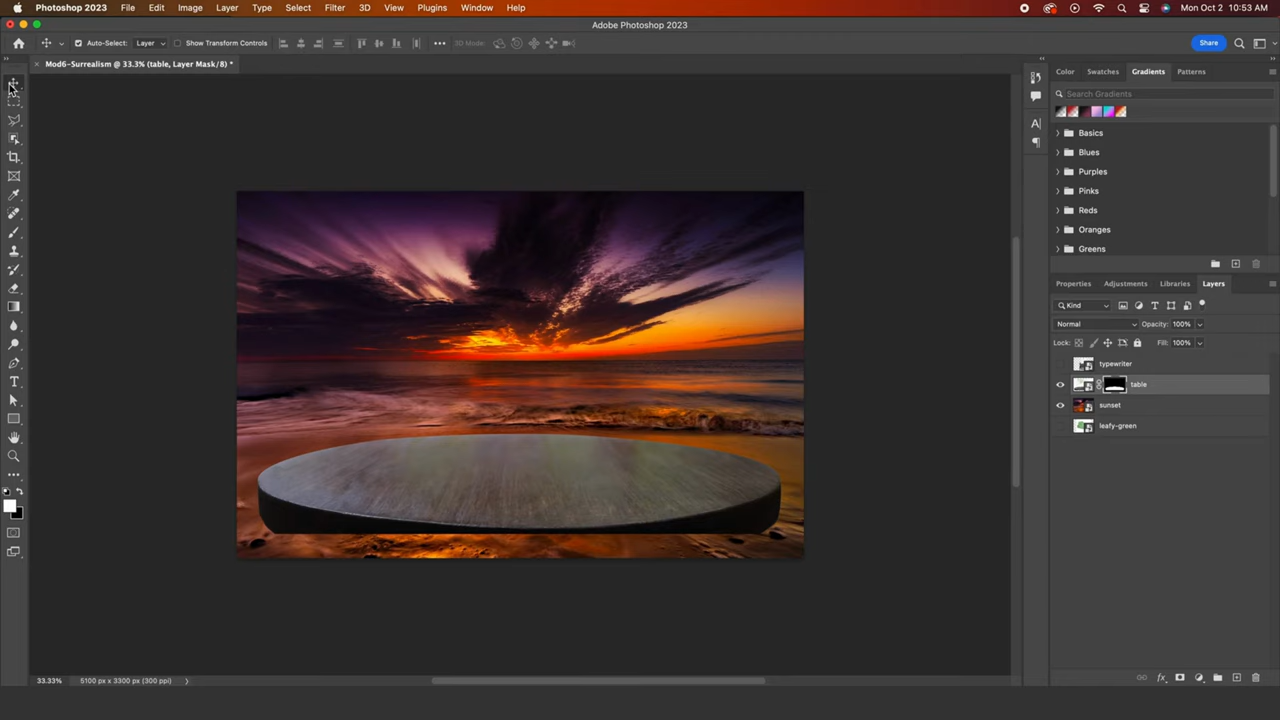 Photoshop 2023 File Edit Image Layer Type Select Filter 3D View Plugins Window Help Mon Oct 2 10:53 AM
Adobe Photoshop 2023
Auto-Select: Layer Show Transform Controls 3D Mode: Share
Mod6-Surrealism @ 33.3% (table, Layer Mask/8) *
Color Swatches Gradients Patterns
Search Gradients
Basics
Blues
Purples
Pinks
Reds
Oranges
Greens
Properties Adjustments Libraries Layers
Kind
Normal Opacity: 100%
Lock: Fill: 100%
typewriter
table
sunset
leafy-green
33.33% 5100 px x 3300 px (300 ppi)